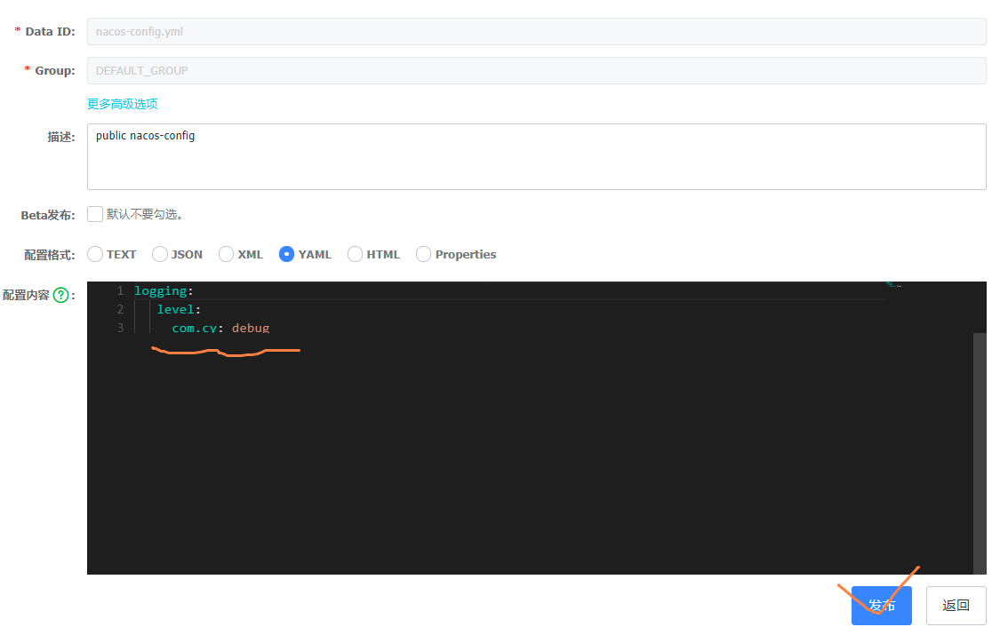 * Data ID: nacos-config.yml
* Group: DEFAULT_GROUP
更多高级选项
描述: public nacos-config
Beta发布: 默认不要勾选。
配置格式: TEXT JSON XML YAML HTML Properties
配置内容 ? :
1 logging:
2 level:
3 com.cy: debug
发布 返回